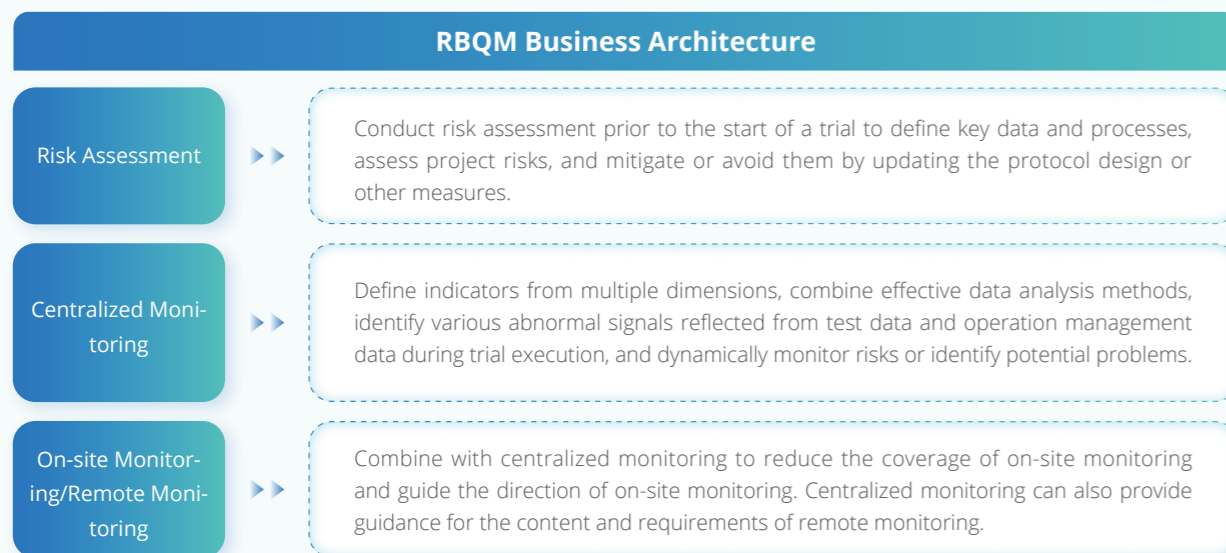 RBQM Business Architecture
Risk Assessment
Conduct risk assessment prior to the start of a trial to define key data and processes,
assess project risks, and mitigate or avoid them by updating the protocol design or
other measures.
Centralized Moni-
toring
Define indicators from multiple dimensions, combine effective data analysis methods,
identify various abnormal signals reflected from test data and operation management
data during trial execution, and dynamically monitor risks or identify potential problems.
On-site Monitor-
ing/Remote Moni-
toring
Combine with centralized monitoring to reduce the coverage of on-site monitoring
and guide the direction of on-site monitoring. Centralized monitoring can also provide
guidance for the content and requirements of remote monitoring.